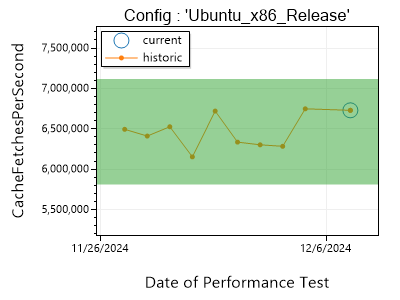 Config : 'Ubuntu_x86_Release'
current
historic
CacheFetchesPerSecond
7,500,000
7,000,000
6,500,000
6,000,000
5,500,000
11/26/2024
12/6/2024
Date of Performance Test